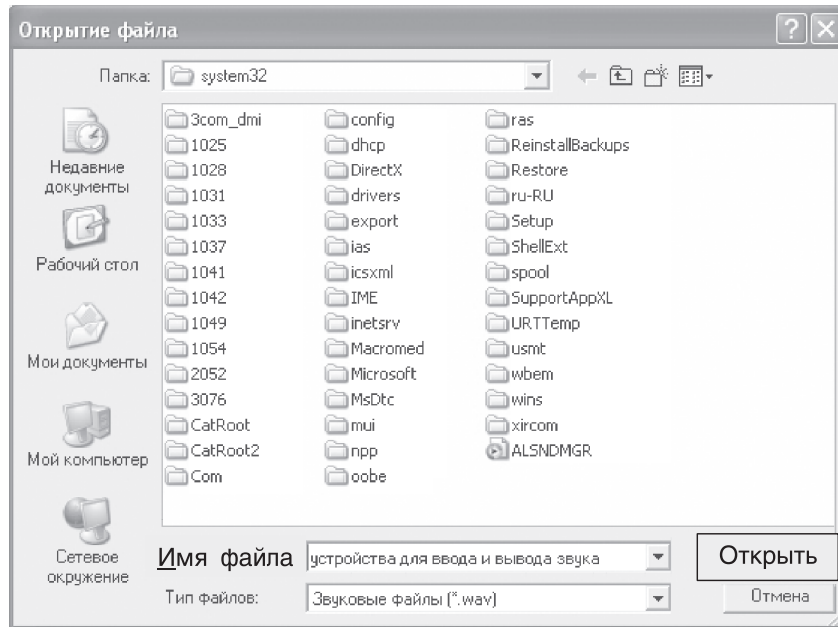 Открытие файла
Папка: system32
Недавние документы
Рабочий стол
Мои документы
Мой компьютер
Сетевое окружение
3com_dmi
1025
1028
1031
1033
1037
1041
1042
1049
1054
2052
3076
CatRoot
CatRoot2
Com
config
dhcp
DirectX
drivers
export
ias
icsxml
IME
inetsrv
Macromed
Microsoft
MsDtc
mui
npp
oobe
ras
ReinstallBackups
Restore
ru-RU
Setup
ShellExt
spool
SupportAppXL
URTTemp
usmt
wbem
wins
xircom
ALSNDMGR
Имя файла устройства для ввода и вывода звука Открыть
Тип файлов: Звуковые файлы (*.wav) Отмена